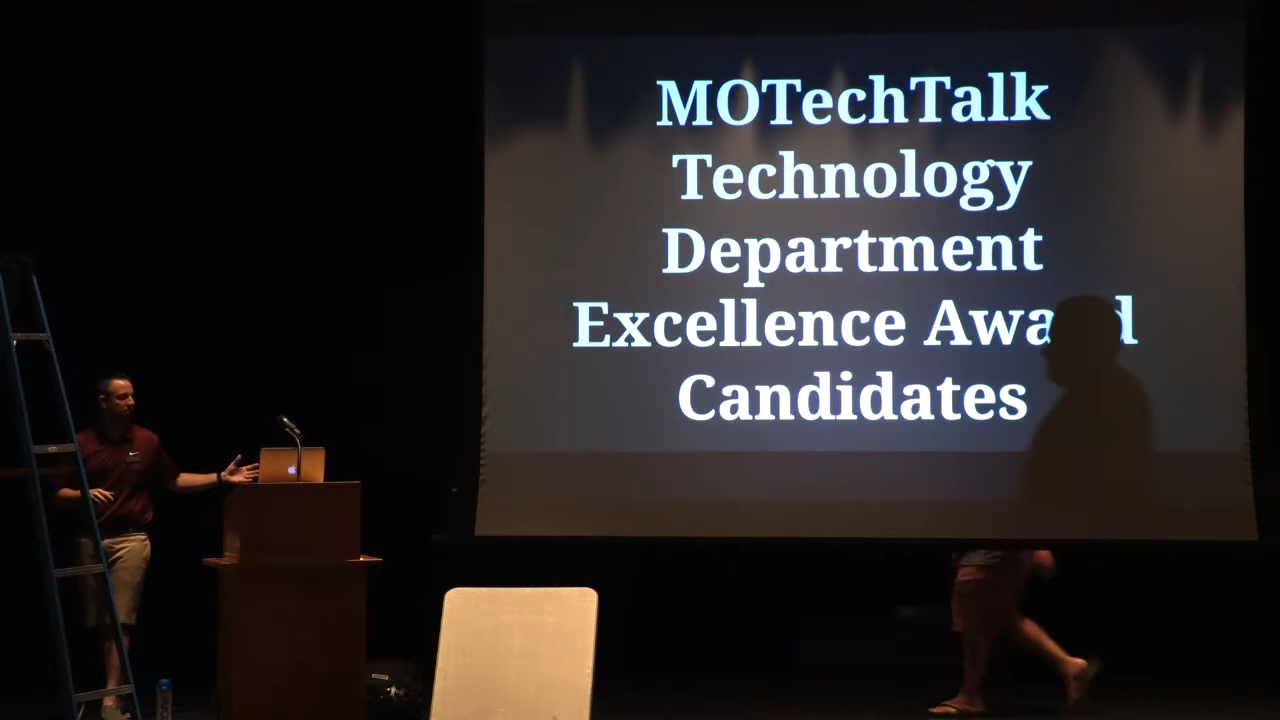 MOTechTalk
Technology
Department
Excellence Award
Candidates